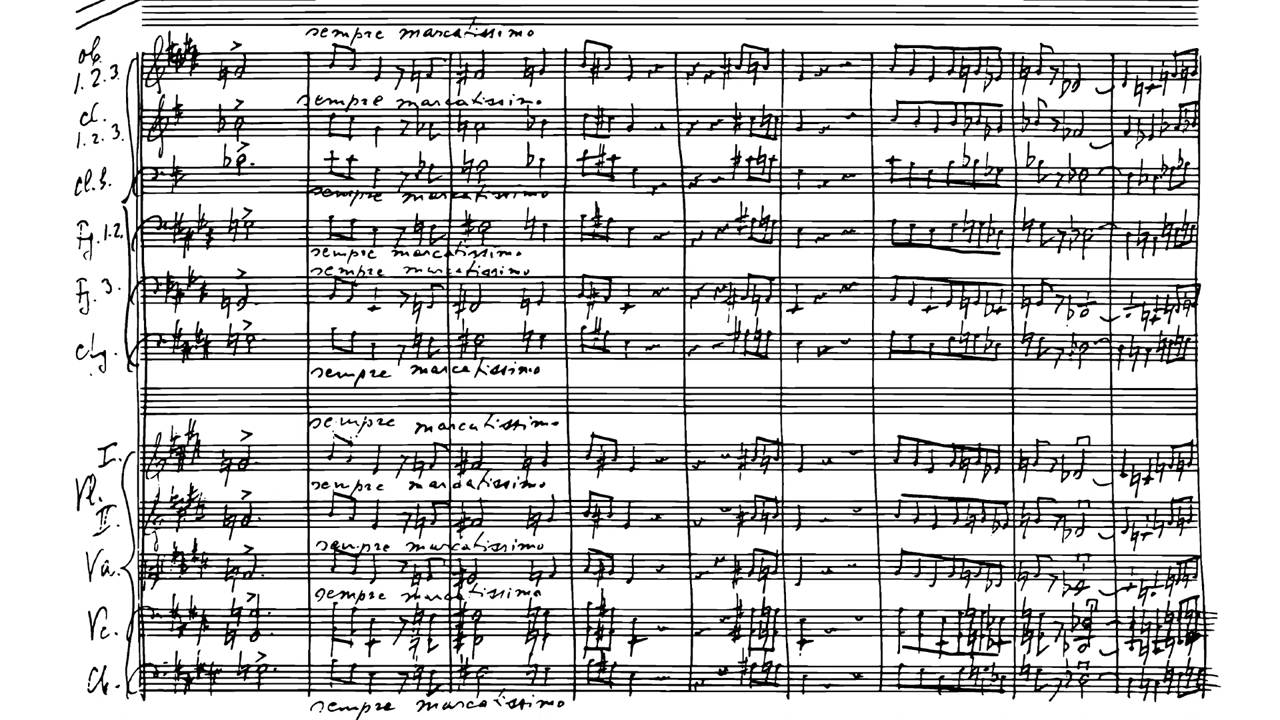 sempre marcatissimo
ob.
1.2.3.
sempre marcatissimo
cl.
1.2.3.
cl.b.
sempre marcatissimo
Fg. 1.2.
sempre marcatissimo
sempre marcatissimo
Fg. 3.
sempre marcatissimo
sempre marcatissimo
I.
sempre marcatissimo
Vl.
II.
sempre marcatissimo
Va.
sempre marcatissimo
Vc.
Cb.
sempre marcatissimo